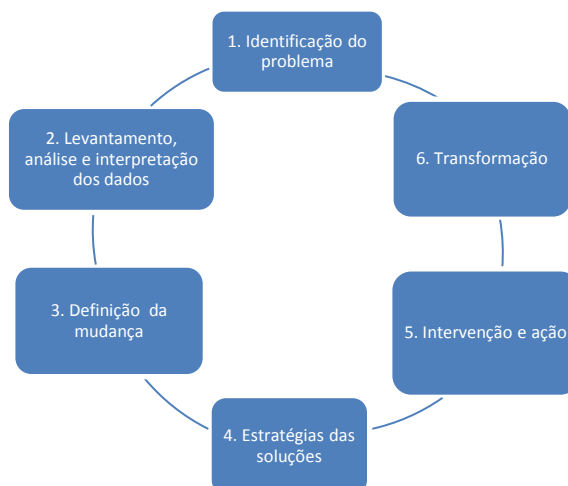 1. Identificação do
problema
2. Levantamento,
análise e interpretação
dos dados
3. Definição da
mudança
4. Estratégias das
soluções
5. Intervenção e ação
6. Transformação